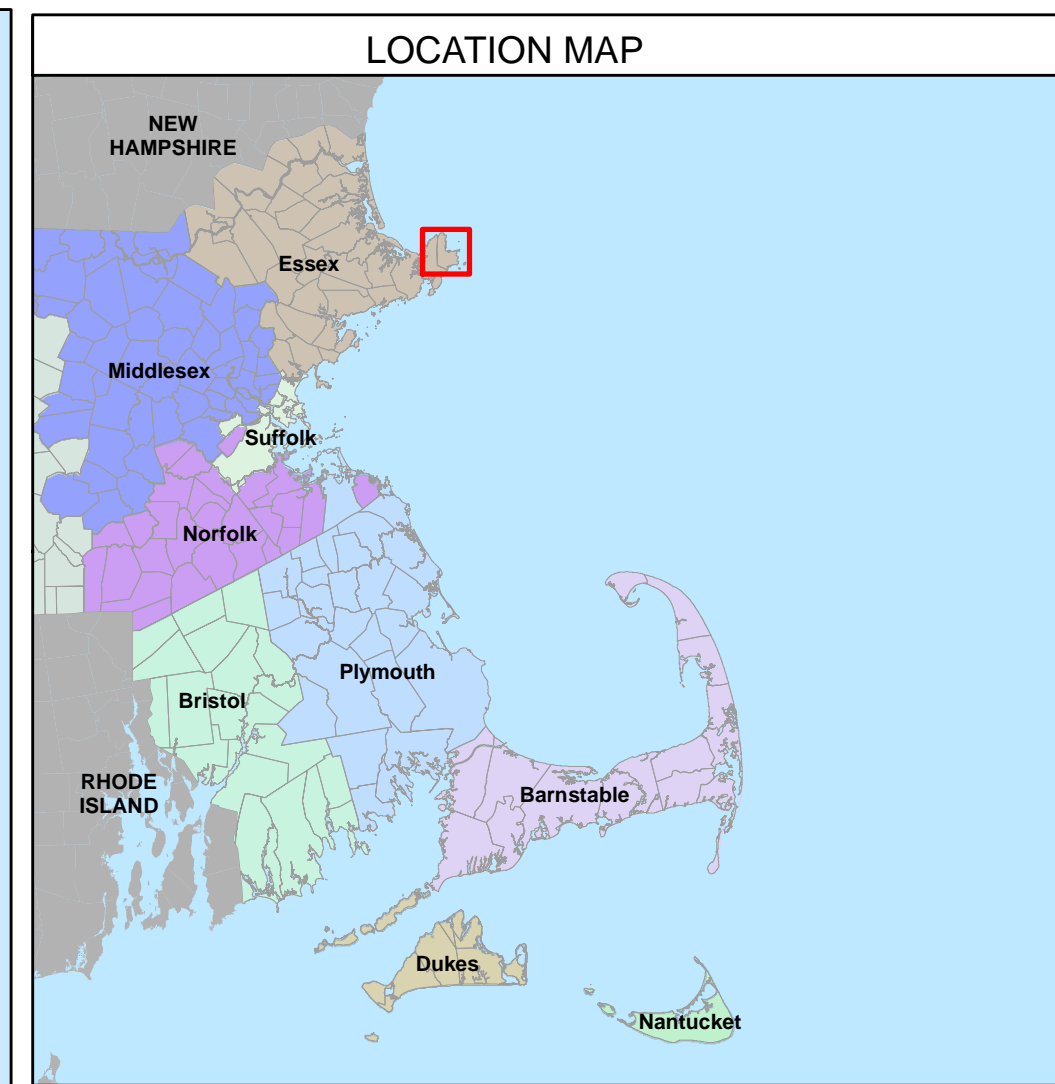 LOCATION MAP
NEW
HAMPSHIRE
Essex
Middlesex
Suffolk
Norfolk
Plymouth
Bristol
RHODE
ISLAND
Barnstable
Dukes
Nantucket